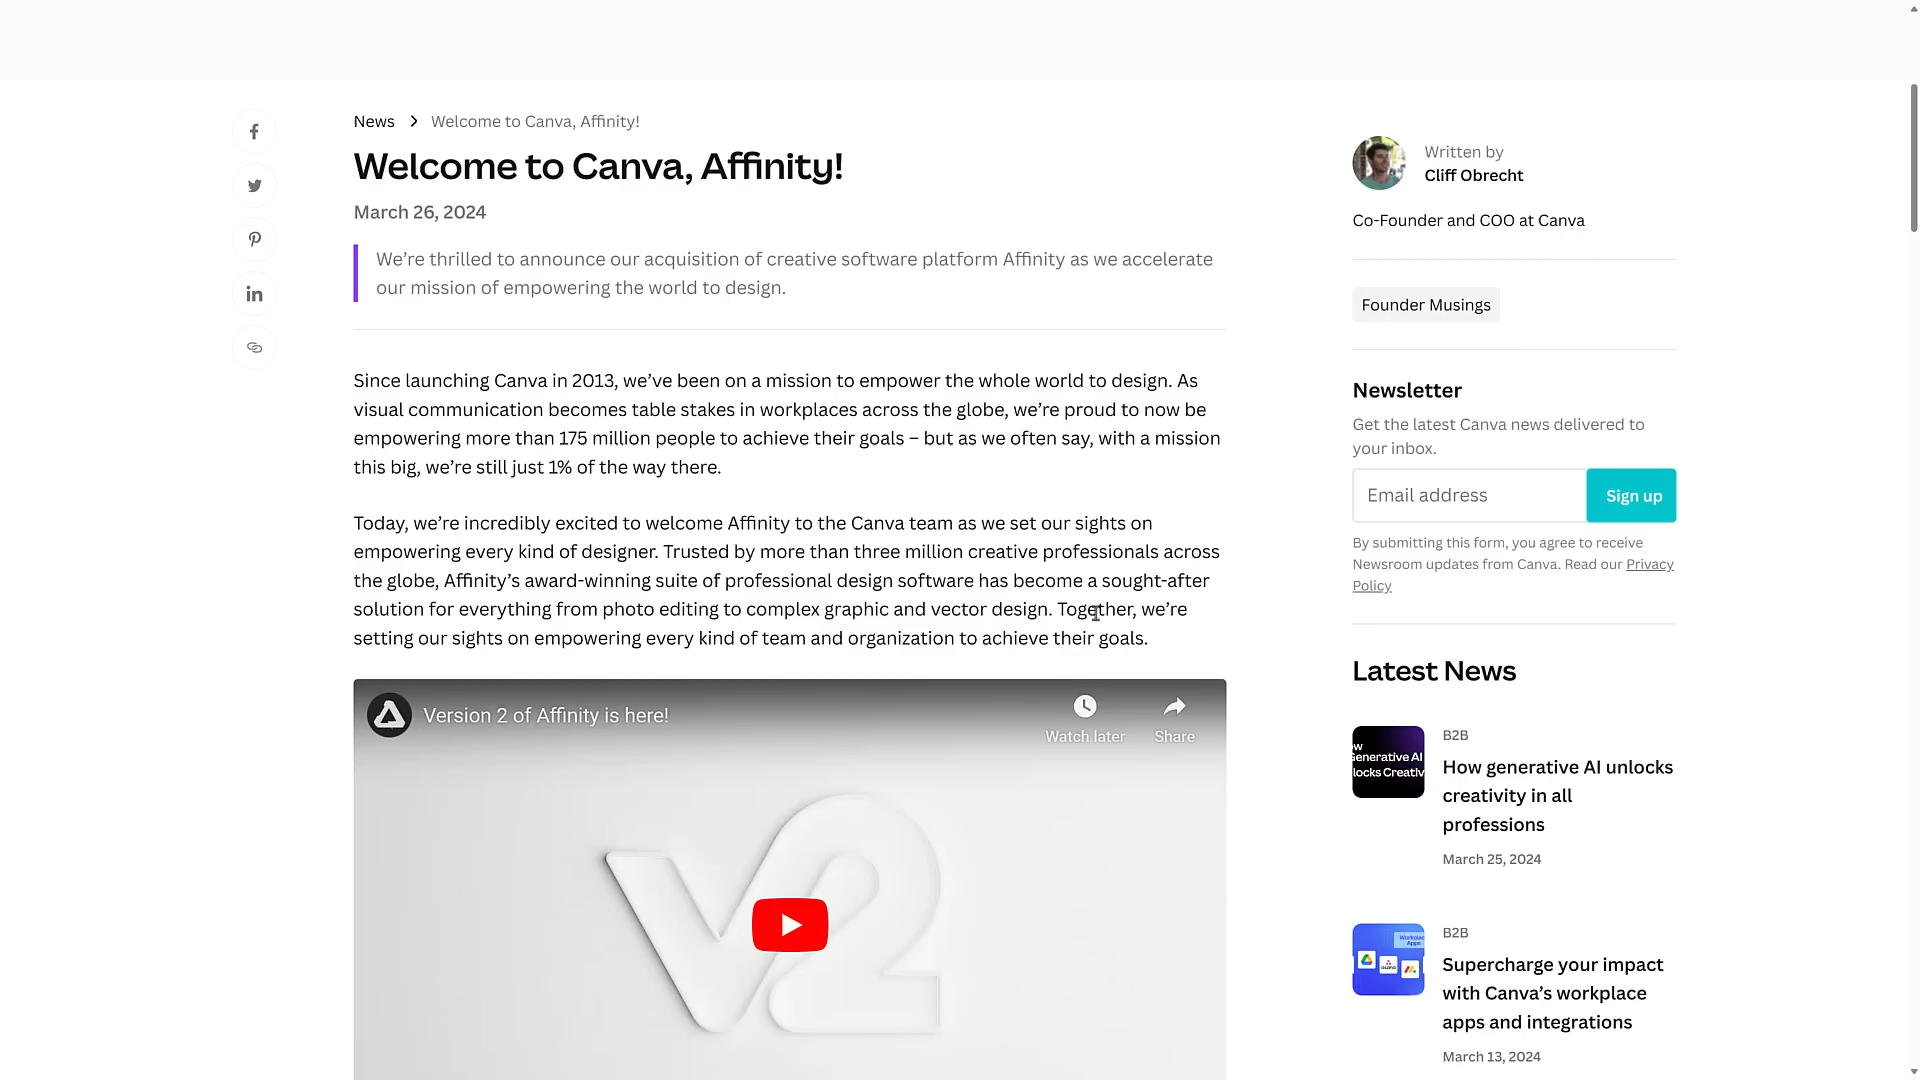 News > Welcome to Canva, Affinity!
Welcome to Canva, Affinity!
March 26, 2024
We’re thrilled to announce our acquisition of creative software platform Affinity as we accelerate
our mission of empowering the world to design.
Since launching Canva in 2013, we’ve been on a mission to empower the whole world to design. As
visual communication becomes table stakes in workplaces across the globe, we’re proud to now be
empowering more than 175 million people to achieve their goals – but as we often say, with a mission
this big, we’re still just 1% of the way there.
Today, we’re incredibly excited to welcome Affinity to the Canva team as we set our sights on
empowering every kind of designer. Trusted by more than three million creative professionals across
the globe, Affinity’s award-winning suite of professional design software has become a sought-after
solution for everything from photo editing to complex graphic and vector design. Together, we’re
setting our sights on empowering every kind of team and organization to achieve their goals.
Version 2 of Affinity is here!
Watch later
Share
v2
Written by
Cliff Obrecht
Co-Founder and COO at Canva
Founder Musings
Newsletter
Get the latest Canva news delivered to
your inbox.
Email address
Sign up
By submitting this form, you agree to receive
Newsroom updates from Canva. Read our Privacy
Policy
Latest News
ow
Generative AI
locks Creativ
B2B
How generative AI unlocks
creativity in all
professions
March 25, 2024
Workplac
Apps
asana
B2B
Supercharge your impact
with Canva’s workplace
apps and integrations
March 13, 2024